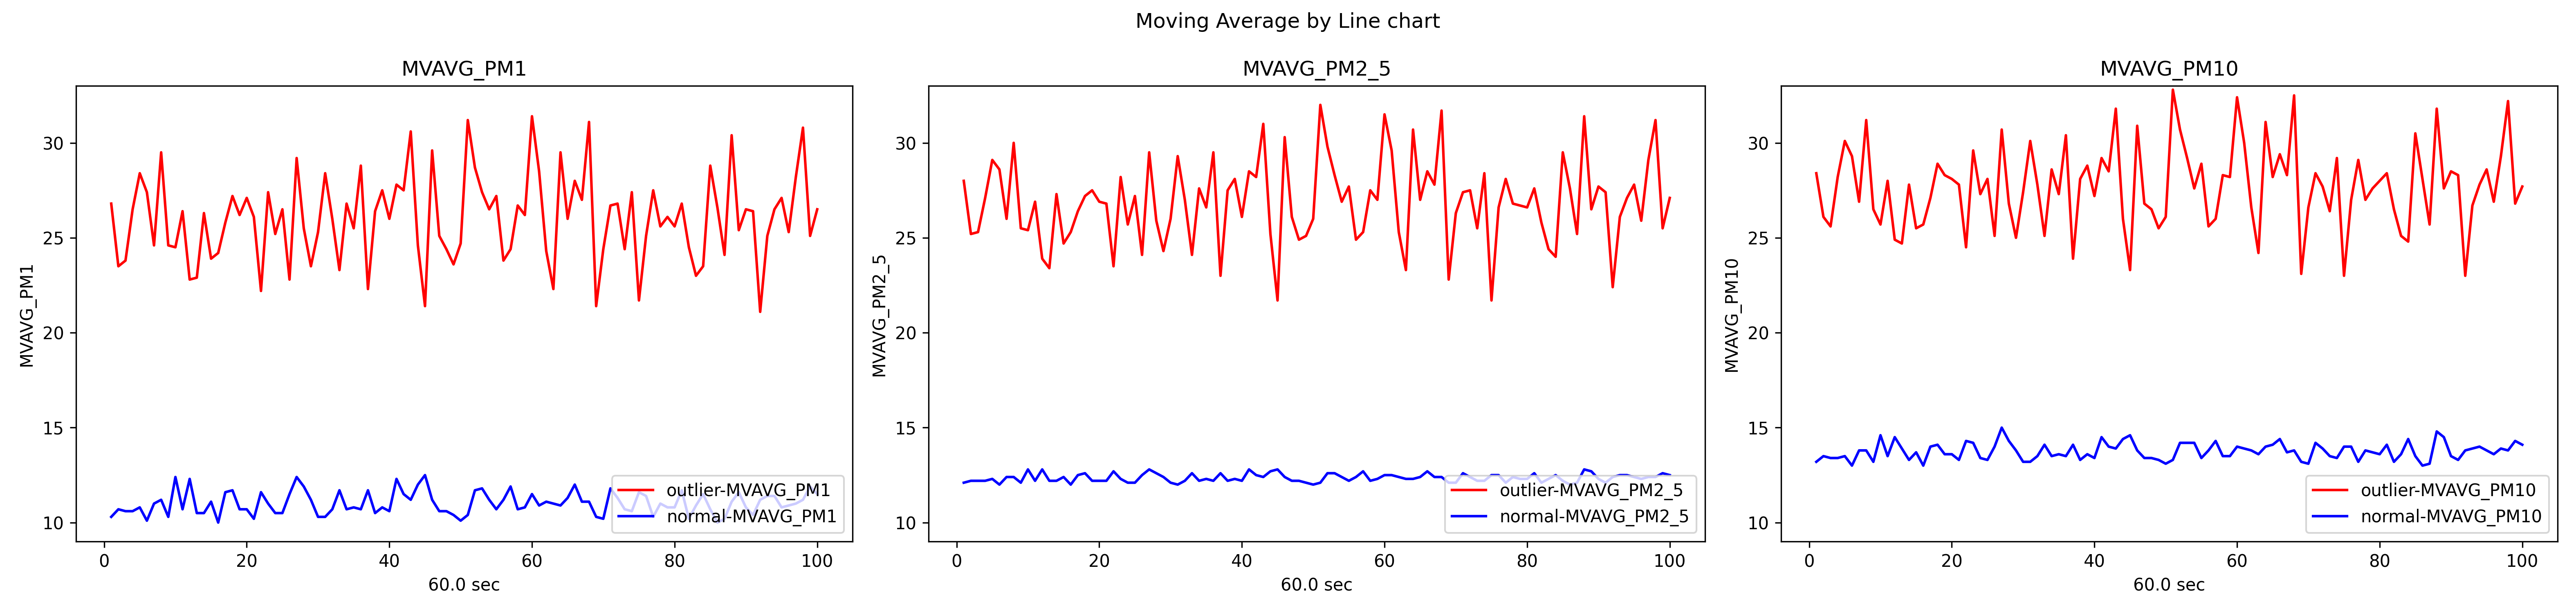 Moving Average by Line chart
MVAVG_PM1
MVAVG_PM1
30
25
20
15
10
0 20 40 60 80 100
60.0 sec
outlier-MVAVG_PM1
normal-MVAVG_PM1
MVAVG_PM2_5
MVAVG_PM2_5
30
25
20
15
10
0 20 40 60 80 100
60.0 sec
outlier-MVAVG_PM2_5
normal-MVAVG_PM2_5
MVAVG_PM10
MVAVG_PM10
30
25
20
15
10
0 20 40 60 80 100
60.0 sec
outlier-MVAVG_PM10
normal-MVAVG_PM10